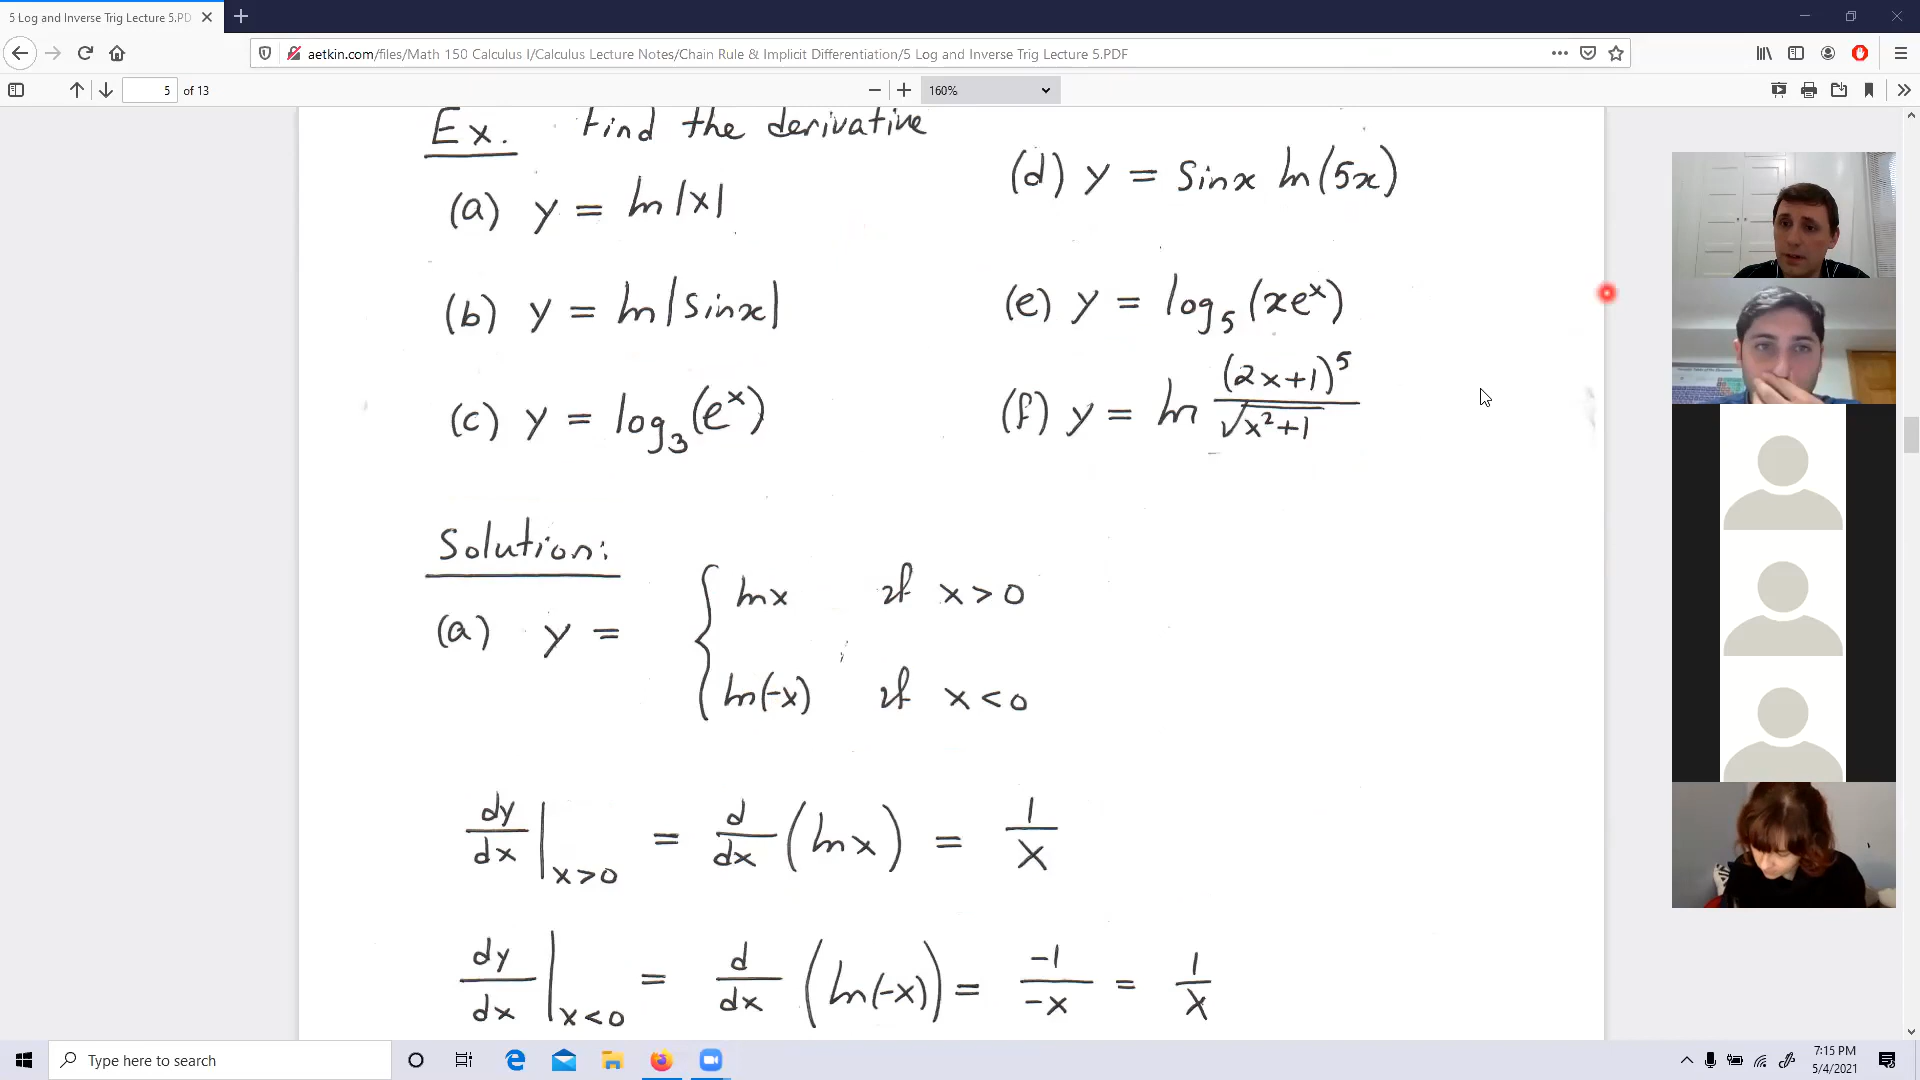 5 Log and Inverse Trig Lecture 5.PD
aetkin.com/files/Math 150 Calculus I/Calculus Lecture Notes/Chain Rule & Implicit Differentiation/5 Log and Inverse Trig Lecture 5.PDF
5 of 13
160%
Ex. Find the derivative
(a) y = ln|x|
(b) y = ln|sinx|
(c) y = log₃(eˣ)
(d) y = sinx ln(5x)
(e) y = log₅(xeˣ)
(f) y = ln (2x+1)⁵ / √(x²+1)
Solution:
(a) y = { lnx if x > 0
ln(-x) if x < 0
dy/dx |x>0 = d/dx (lnx) = 1/x
dy/dx |x<0 = d/dx (ln(-x)) = -1/-x = 1/x
Type here to search
7:15 PM
5/4/2021